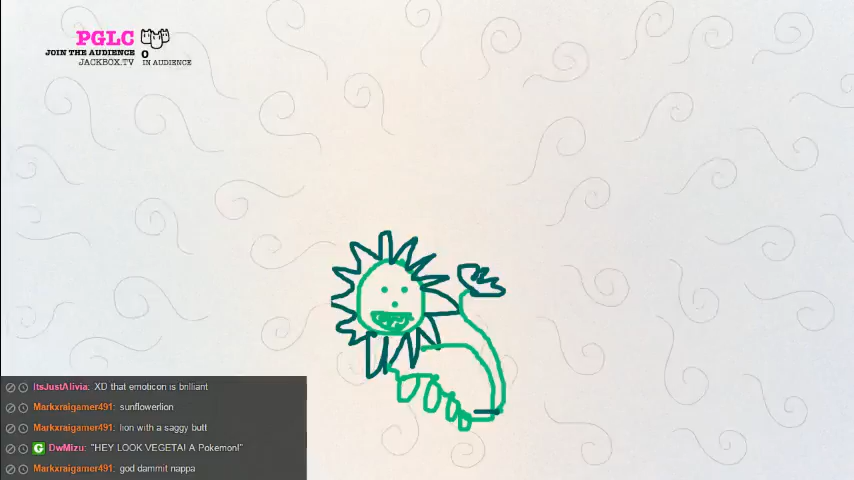 PGLC
JOIN THE AUDIENCE 0
JACKBOX.TV IN AUDIENCE
ItsJustAlivia: XD that emoticon is brilliant
Markxraigamer491: sunflowerlion
Markxraigamer491: lion with a saggy butt
G DwMizu: "HEY LOOK VEGETA! A Pokemon!"
Markxraigamer491: god dammit nappa